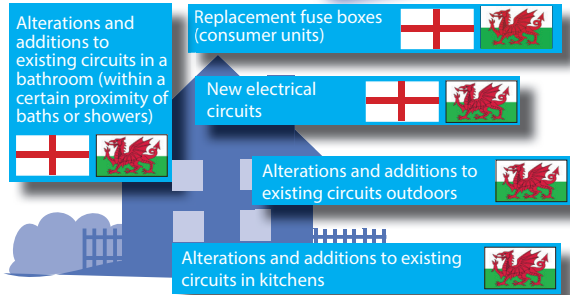 Alterations and
additions to
existing circuits in a
bathroom (within a
certain proximity of
baths or showers)
Replacement fuse boxes
(consumer units)
New electrical
circuits
Alterations and additions to
existing circuits outdoors
Alterations and additions to existing
circuits in kitchens